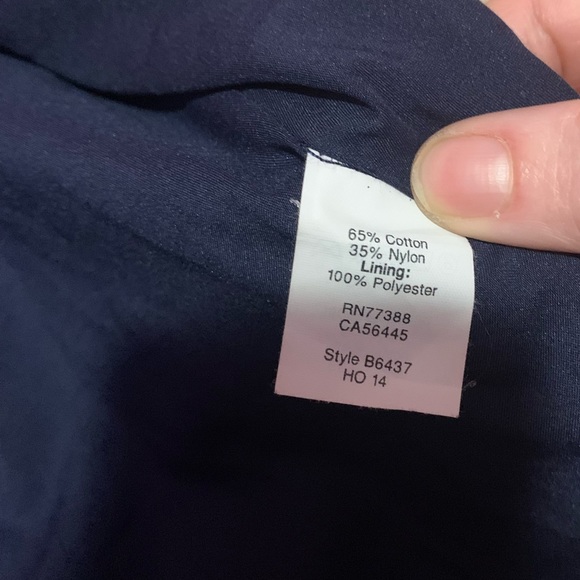 65% Cotton
35% Nylon
Lining:
100% Polyester
RN77388
CA56445
Style B6437
HO 14